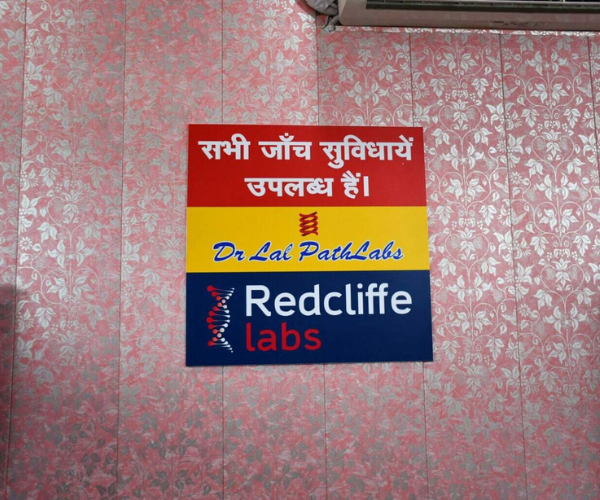 सभी जाँच सुविधायें
उपलब्ध हैं।
Dr Lal PathLabs
Redcliffe
labs